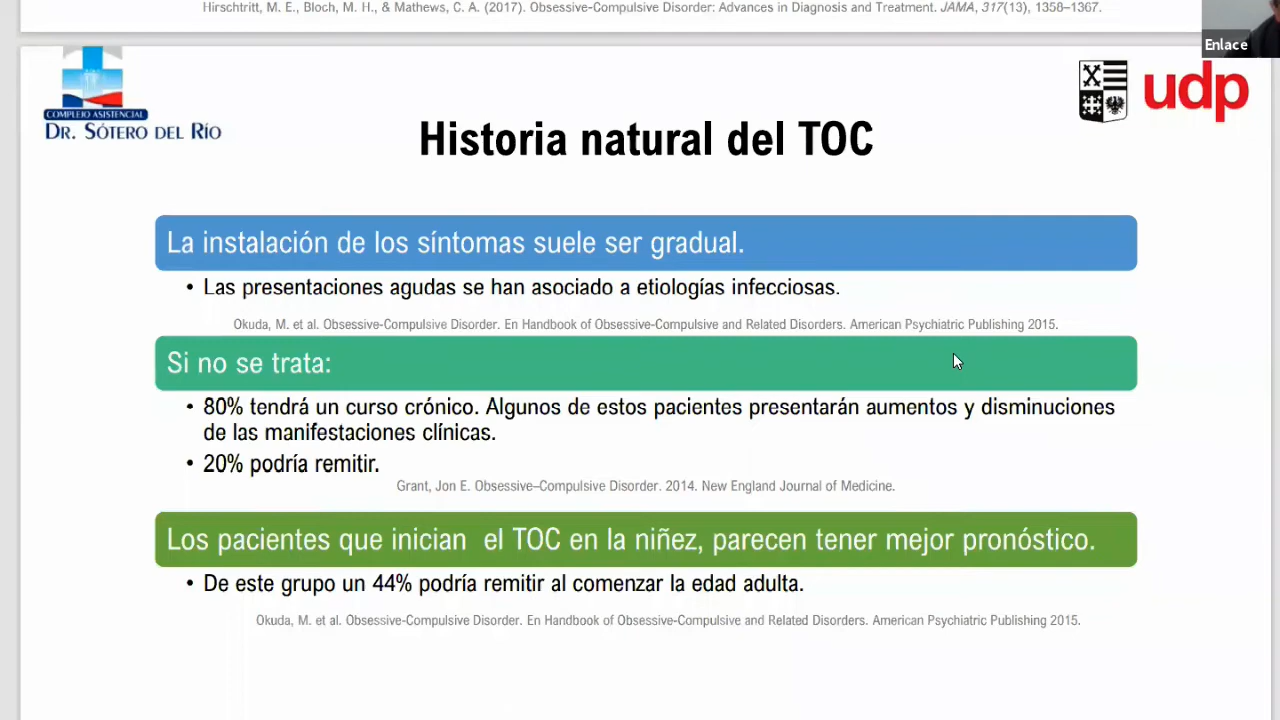 Hirschtritt, M. E., Bloch, M. H., & Mathews, C. A. (2017). Obsessive-Compulsive Disorder: Advances in Diagnosis and Treatment. JAMA, 317(13), 1358–1367.
Enlace
COMPLEJO ASISTENCIAL
DR. SÓTERO DEL RÍO
udp
Historia natural del TOC
La instalación de los síntomas suele ser gradual.
• Las presentaciones agudas se han asociado a etiologías infecciosas.
Okuda, M. et al. Obsessive-Compulsive Disorder. En Handbook of Obsessive-Compulsive and Related Disorders. American Psychiatric Publishing 2015.
Si no se trata:
• 80% tendrá un curso crónico. Algunos de estos pacientes presentarán aumentos y disminuciones
de las manifestaciones clínicas.
• 20% podría remitir.
Grant, Jon E. Obsessive–Compulsive Disorder. 2014. New England Journal of Medicine.
Los pacientes que inician  el TOC en la niñez, parecen tener mejor pronóstico.
• De este grupo un 44% podría remitir al comenzar la edad adulta.
Okuda, M. et al. Obsessive-Compulsive Disorder. En Handbook of Obsessive-Compulsive and Related Disorders. American Psychiatric Publishing 2015.